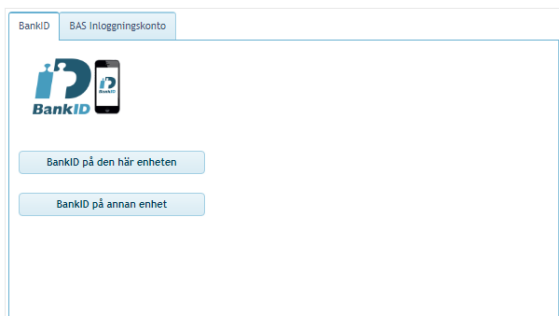 BankID
BAS Inloggningskonto
BankID
BankID på den här enheten
BankID på annan enhet